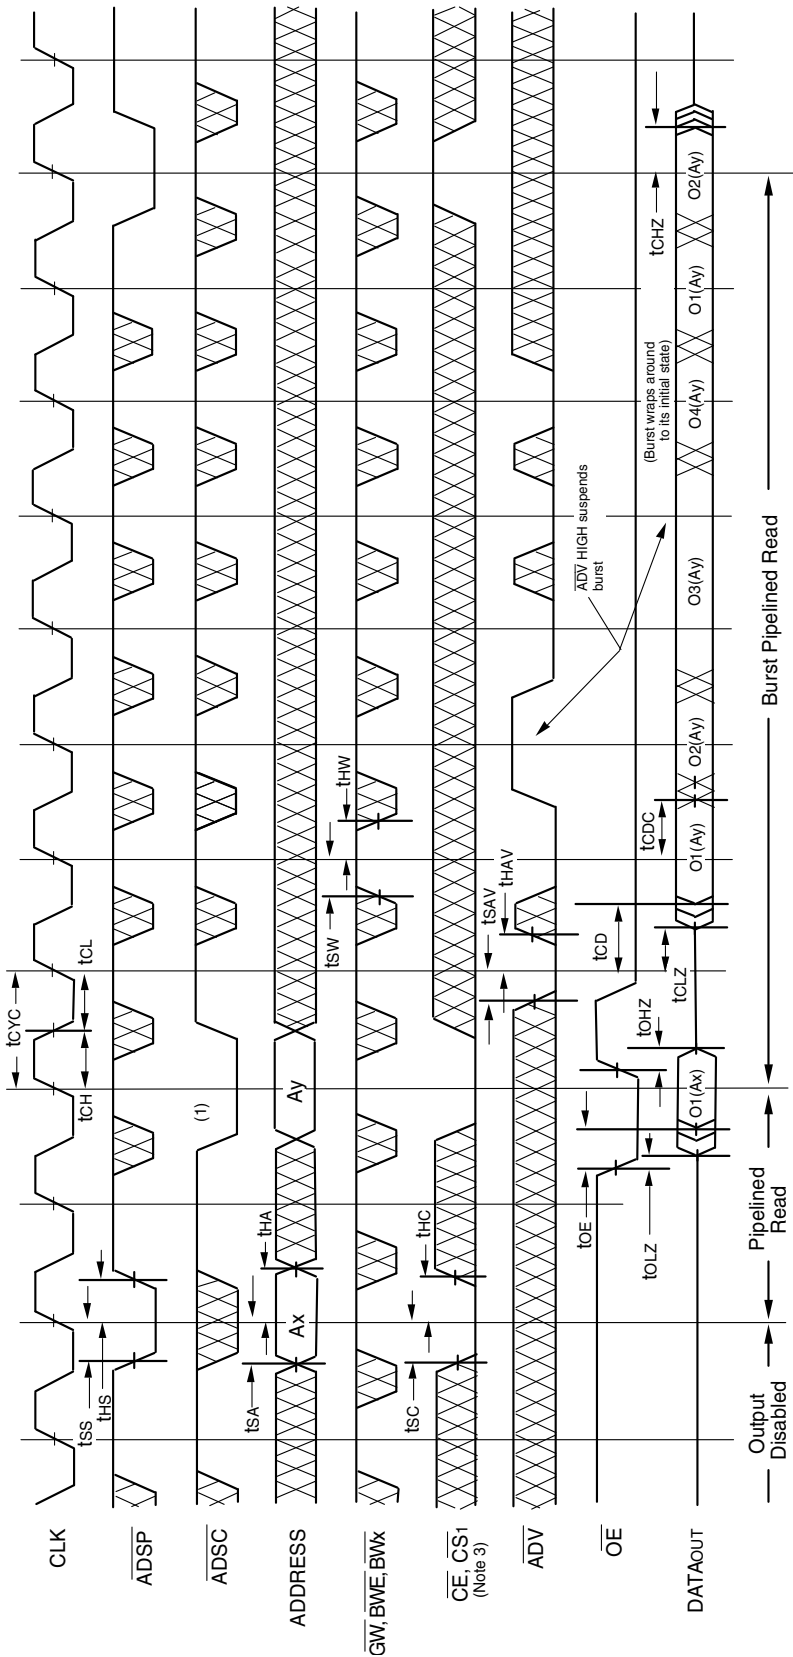 tCYC
tCH
tCL
CLK
tSS
tHS
ADSP
(1)
ADSC
tSA
tHA
Ax
Ay
ADDRESS
tSW
tHW
GW, BWE, BWx
tSC
tHC
CE, CS1
(Note 3)
tSAV
tHAV
ADV
ADV HIGH suspends
burst
tOE
tOLZ
tOHZ
tCD
tCLZ
tCDC
tCHZ
OE
(Burst wraps around
to its initial state)
DATAOUT
O1(Ax)
O1(Ay)
O2(Ay)
O3(Ay)
O4(Ay)
O1(Ay)
O2(Ay)
Output
Disabled
Pipelined
Read
Burst Pipelined Read